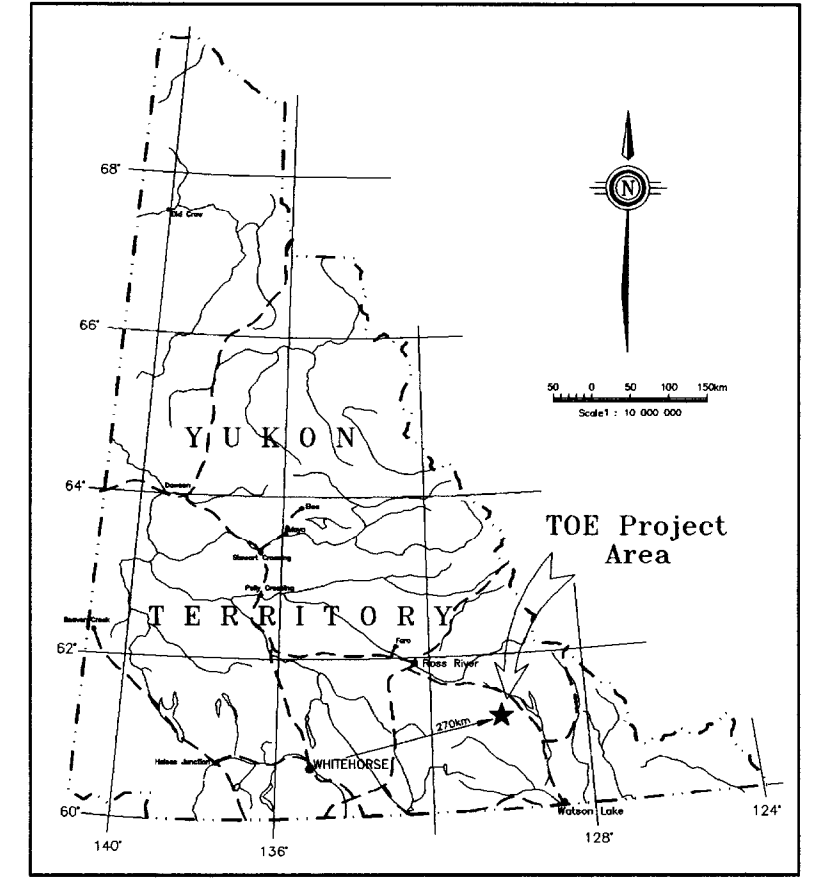 N
68°
Old Crow
66°
50 0 50 100 150km
Scale 1 : 10 000 000
YUKON
64°
Dawson
Elsa
Mayo
TOE Project
Area
Stewart Crossing
Pelly Crossing
TERRITORY
Beaver Creek
Faro
62°
Ross River
270km
Haines Junction
WHITEHORSE
60°
Watson Lake
124°
128°
140°
136°